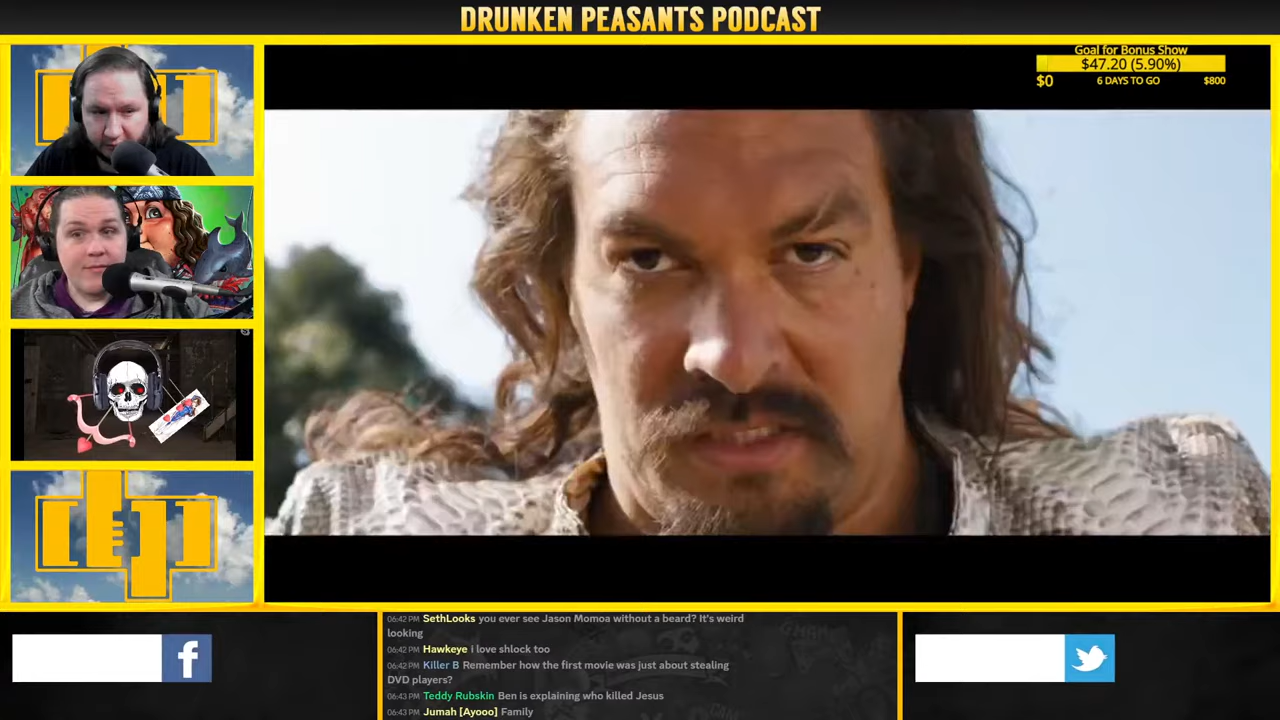 DRUNKEN PEASANTS PODCAST
Goal for Bonus Show
$47.20 (5.90%)
$0 6 DAYS TO GO $800
06:42 PM SethLooks you ever see Jason Momoa without a beard? It's weird
looking
06:42 PM Hawkeye i love shlock too
06:42 PM Killer B Remember how the first movie was just about stealing
DVD players?
06:43 PM Teddy Rubskin Ben is explaining who killed Jesus
06:43 PM Jumah [Ayooo] Family